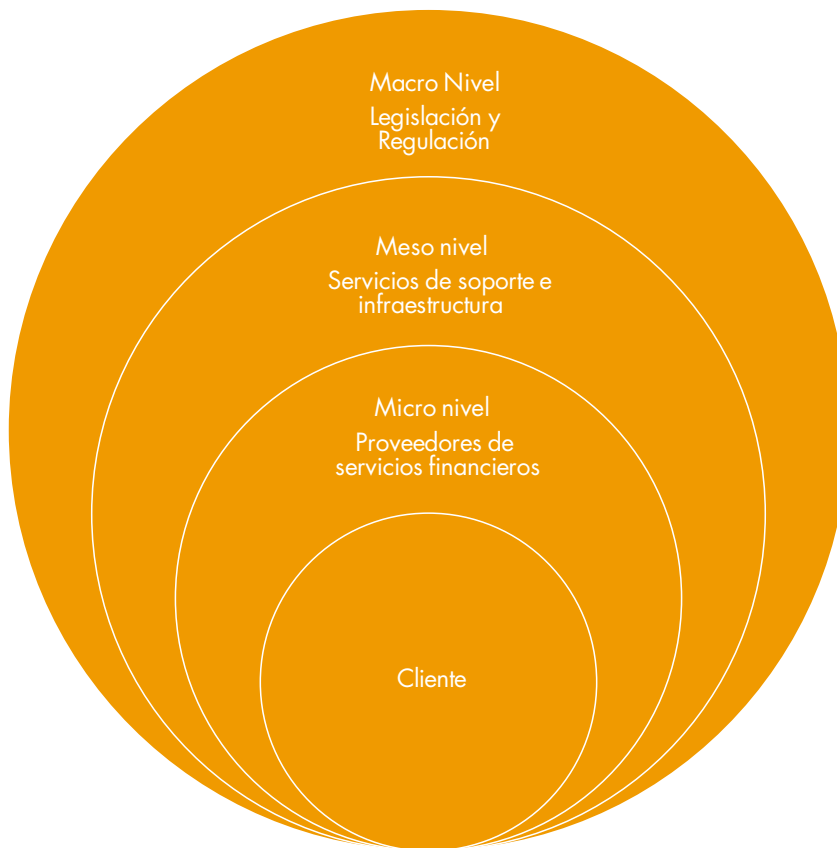 Macro Nivel
Legislación y
Regulación
Meso nivel
Servicios de soporte e
infraestructura
Micro nivel
Proveedores de
servicios financieros
Cliente